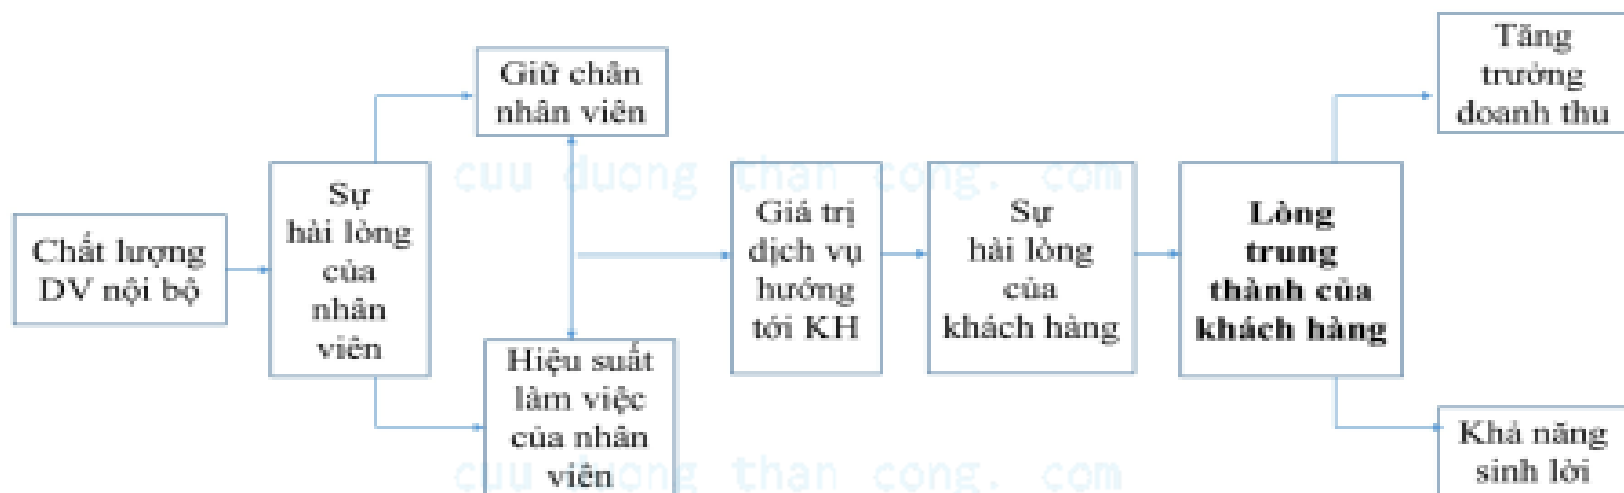 Chất lượng
DV nội bộ
Sự
hài lòng
của
nhân
viên
Giữ chân
nhân viên
Hiệu suất
làm việc
của nhân
viên
Giá trị
dịch vụ
hướng
tới KH
Sự
hài lòng
của
khách hàng
Lòng
trung
thành của
khách hàng
Tăng
trưởng
doanh thu
Khả năng
sinh lời
cuu duong than cong. com
cuu duong than cong. com